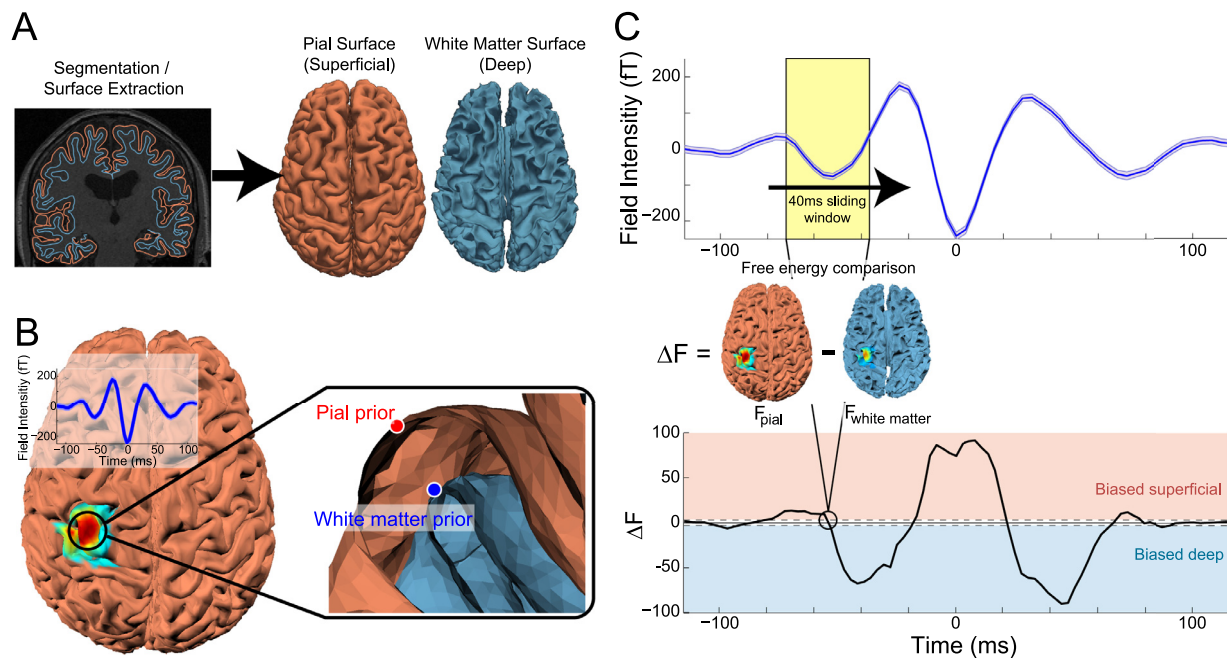 A
Segmentation /
Surface Extraction
Pial Surface
(Superficial)
White Matter Surface
(Deep)
B
Field Intensitiy (fT)
200
0
−200
−100
−50
0
50
100
Time (ms)
Pial prior
White matter prior
C
Field Intensitiy (fT)
200
0
−200
40ms sliding
window
−100
0
100
Free energy comparison
ΔF =
-
Fpial
Fwhite matter
ΔF
100
50
0
−50
−100
Biased superficial
Biased deep
−100
0
100
Time (ms)